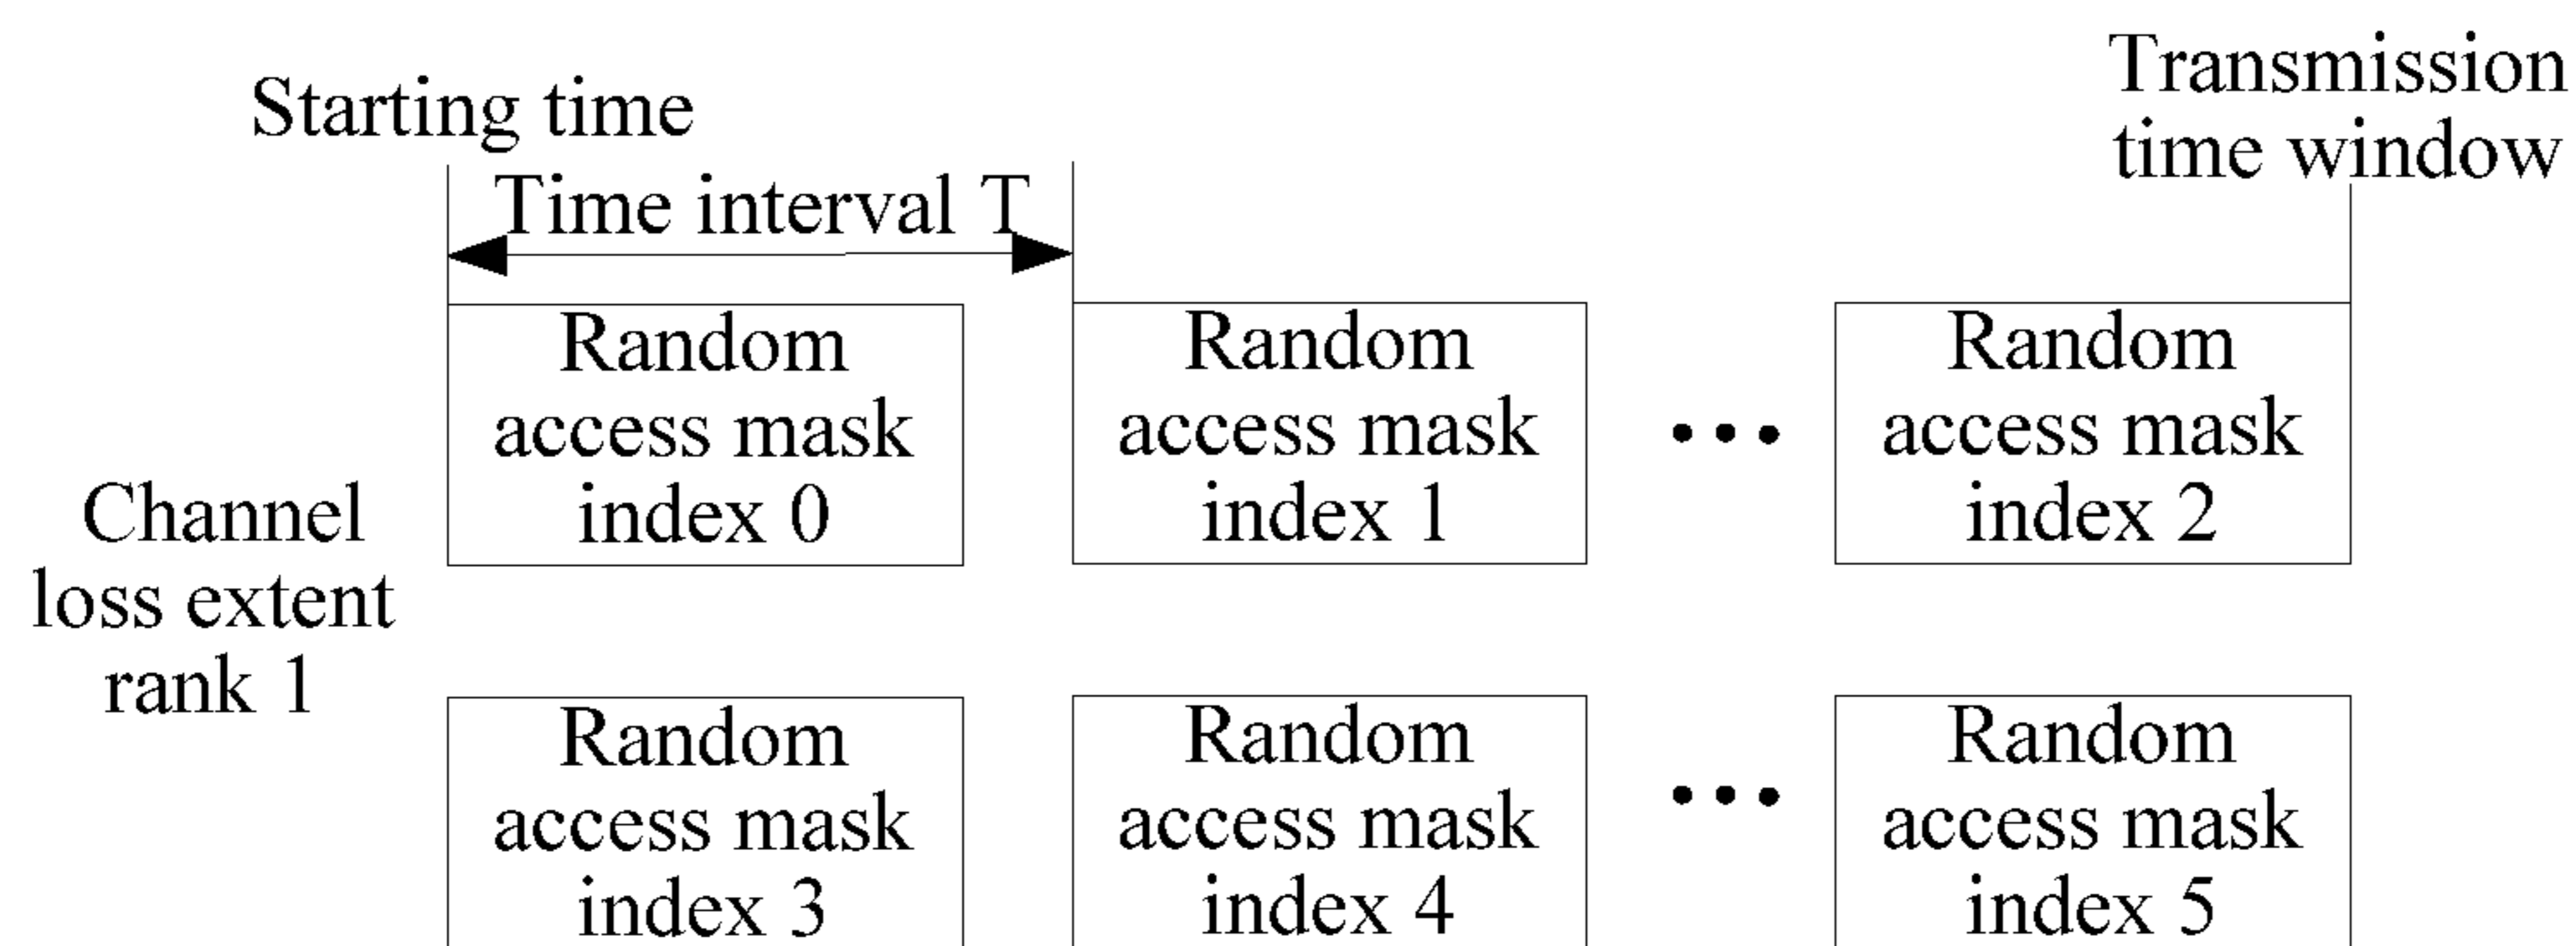 Transmission
time window
Starting time
Time interval T
Random
access mask
index 0
Random
access mask
index 1
...
Random
access mask
index 2
Channel
loss extent
rank 1
Random
access mask
index 3
Random
access mask
index 4
...
Random
access mask
index 5